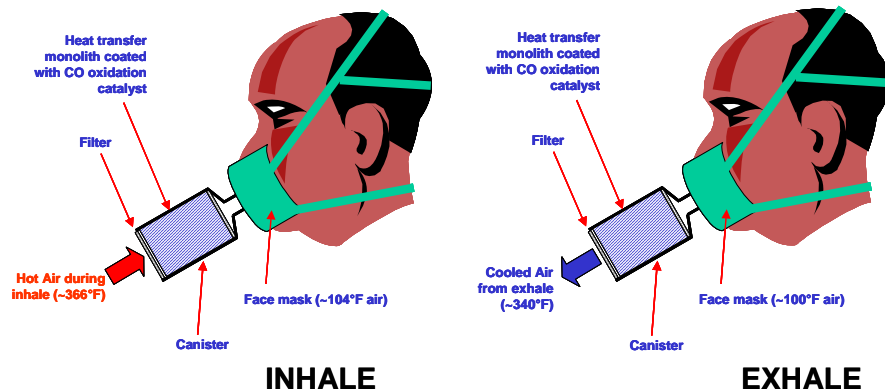 Heat transfer
monolith coated
with CO oxidation
catalyst
Filter
Hot Air during
inhale (~366°F)
Face mask (~104°F air)
Canister
INHALE
Heat transfer
monolith coated
with CO oxidation
catalyst
Filter
Cooled Air
from exhale
(~340°F)
Face mask (~100°F air)
Canister
EXHALE